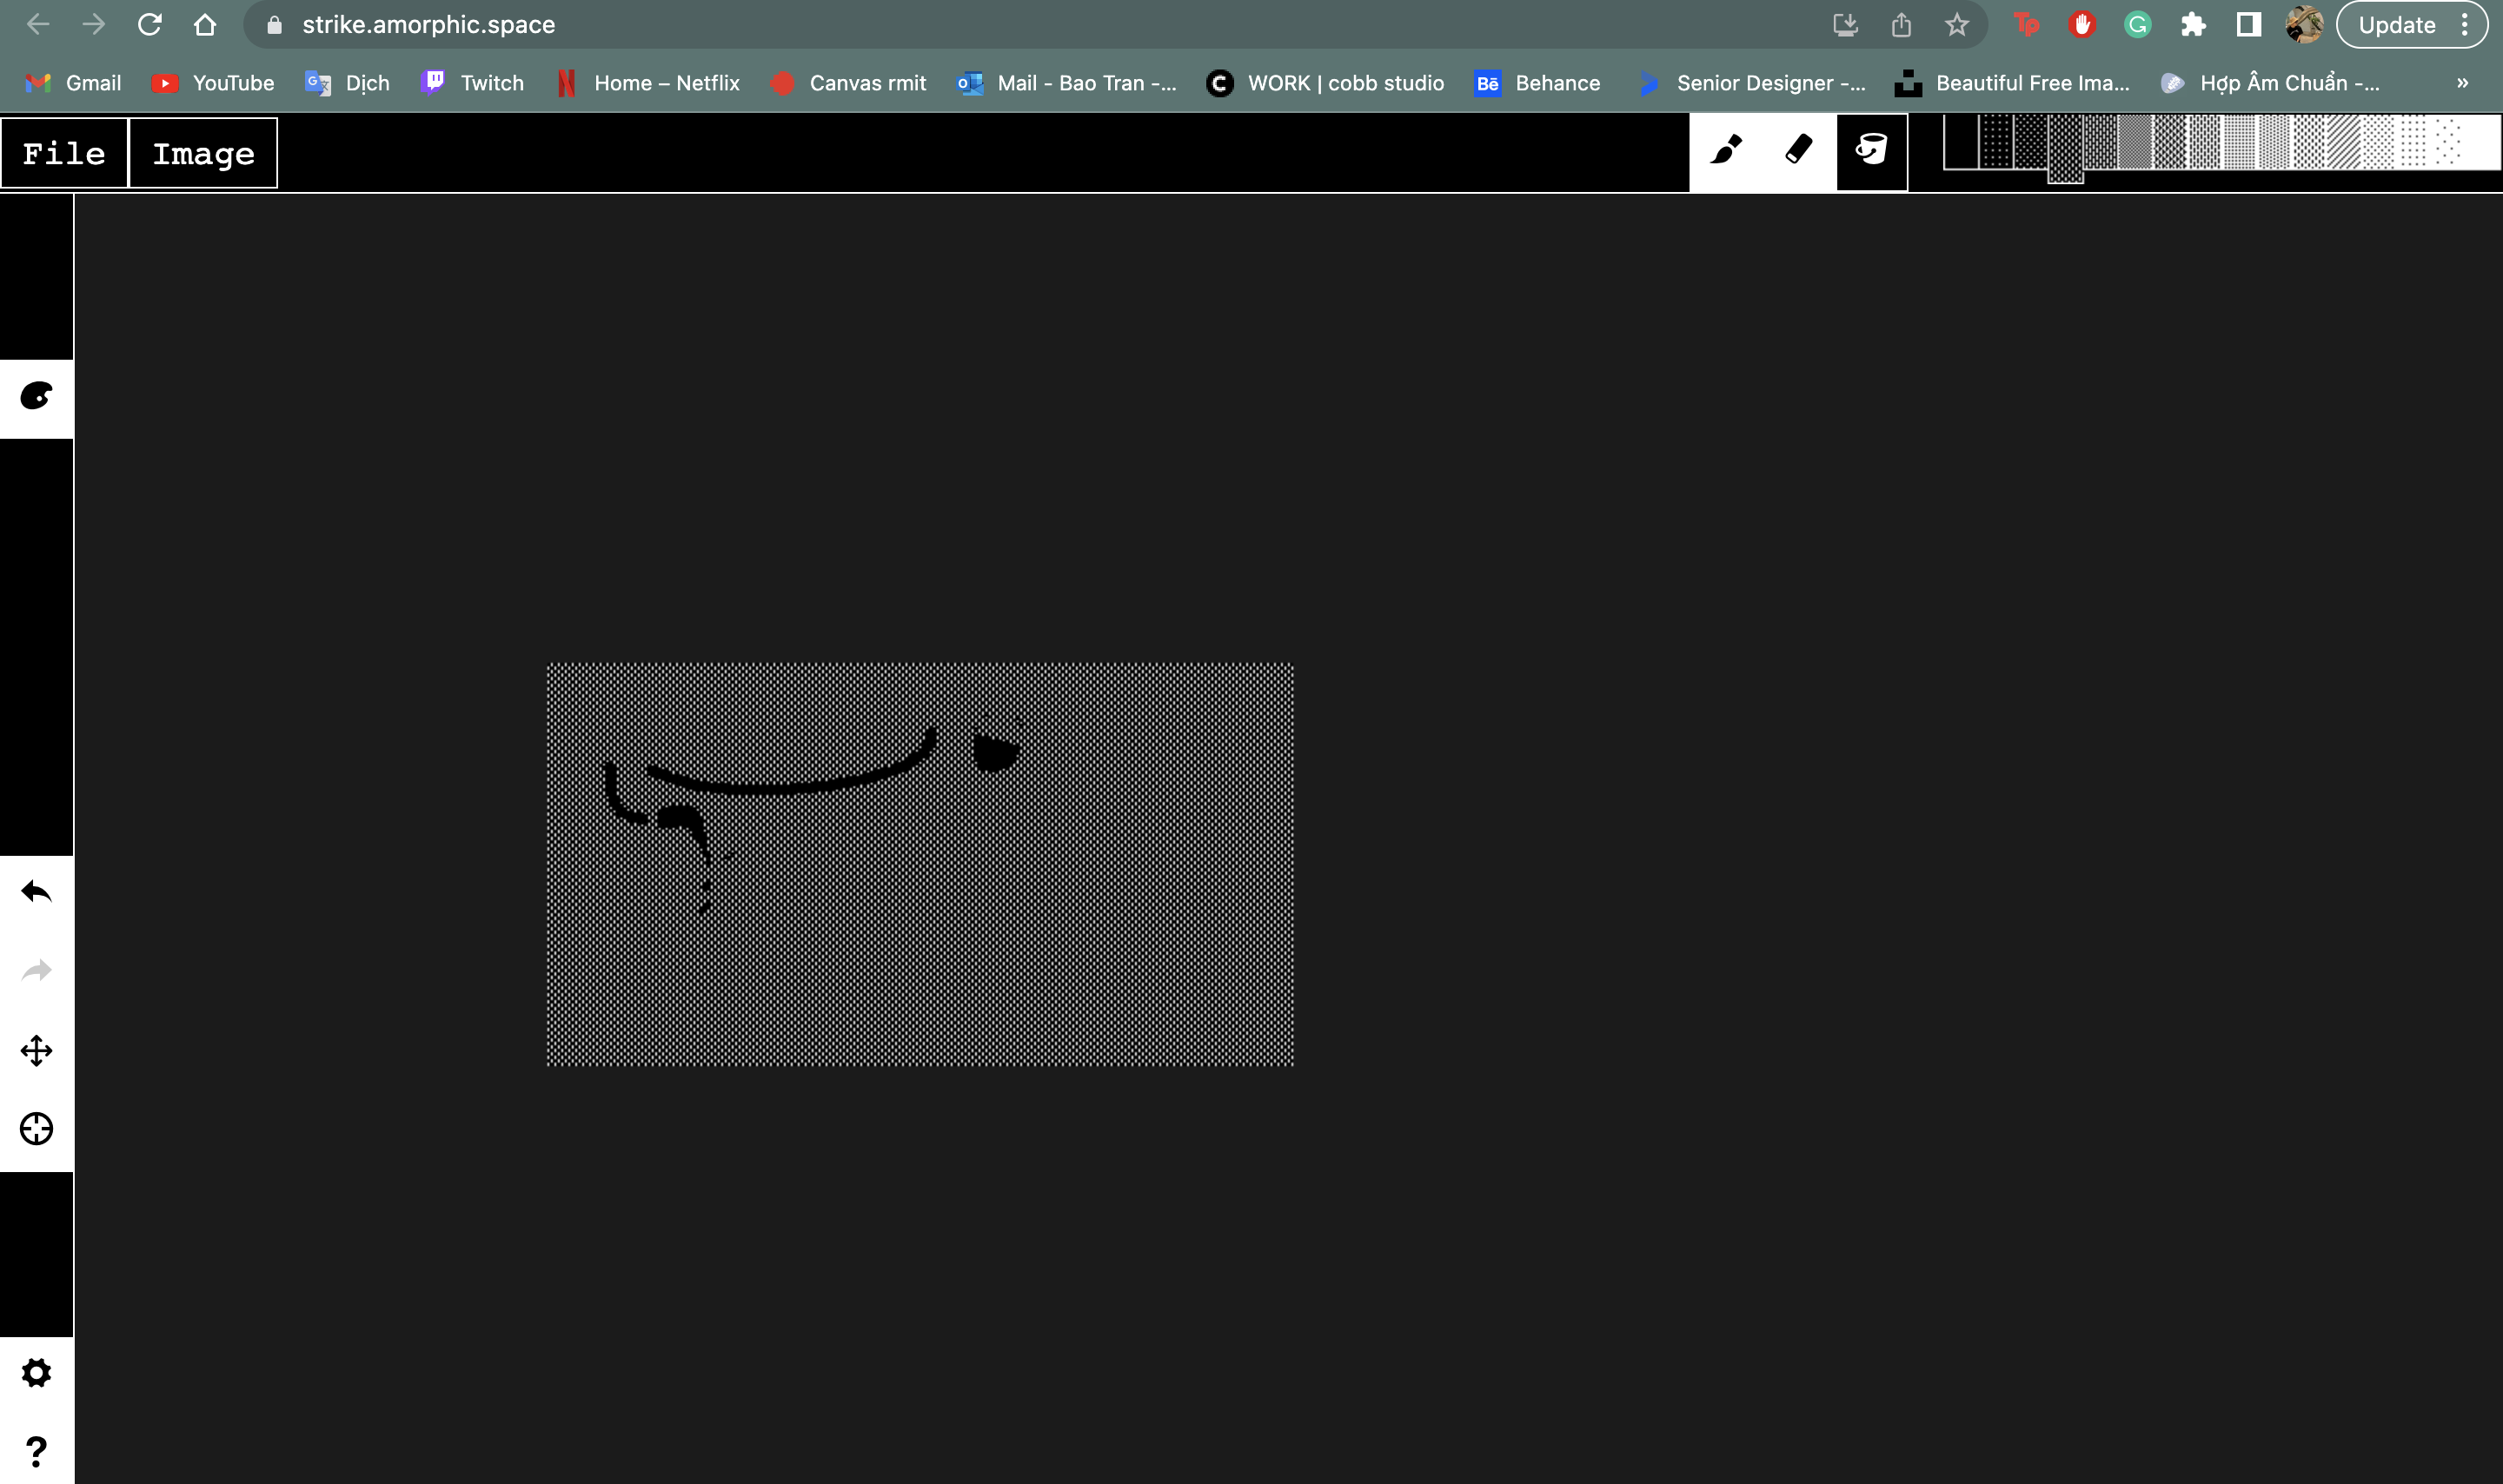 strike.amorphic.space
Update
Gmail
YouTube
Dịch
Twitch
Home – Netflix
Canvas rmit
Mail - Bao Tran -...
WORK | cobb studio
Bē Behance
Senior Designer -...
Beautiful Free Ima...
Hợp Âm Chuẩn -...
»
File
Image
?